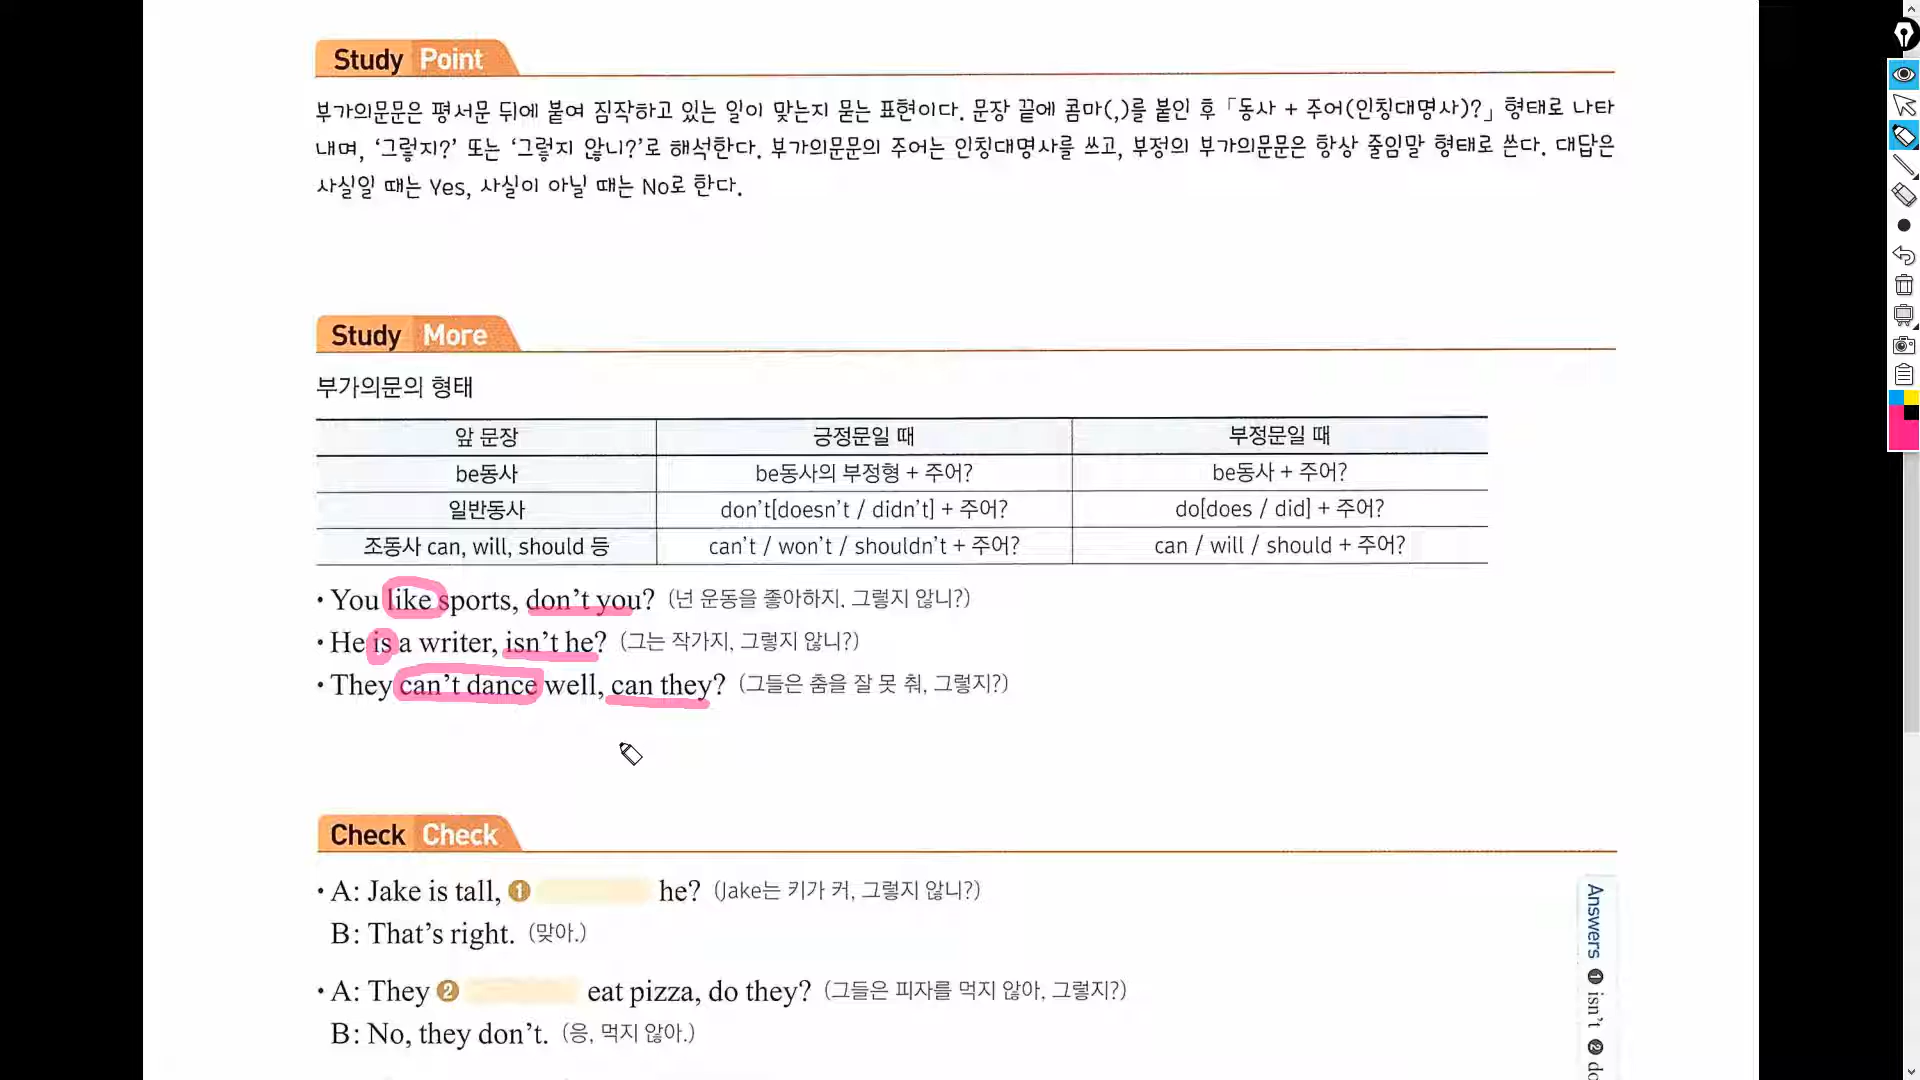 Study Point
부가의문문은 평서문 뒤에 붙여 짐작하고 있는 일이 맞는지 묻는 표현이다. 문장 끝에 콤마(,)를 붙인 후 「동사 + 주어(인칭대명사)?」 형태로 나타
내며, ‘그렇지?’ 또는 ‘그렇지 않니?’로 해석한다. 부가의문문의 주어는 인칭대명사를 쓰고, 부정의 부가의문문은 항상 줄임말 형태로 쓴다. 대답은
사실일 때는 Yes, 사실이 아닐 때는 No로 한다.
Study More
부가의문의 형태
앞 문장 긍정문일 때 부정문일 때
be동사 be동사의 부정형 + 주어? be동사 + 주어?
일반동사 don’t[doesn’t / didn’t] + 주어? do[does / did] + 주어?
조동사 can, will, should 등 can’t / won’t / shouldn’t + 주어? can / will / should + 주어?
• You like sports, don’t you? (넌 운동을 좋아하지, 그렇지 않니?)
• He is a writer, isn’t he? (그는 작가지, 그렇지 않니?)
• They can’t dance well, can they? (그들은 춤을 잘 못 춰, 그렇지?)
Check Check
• A: Jake is tall, ❶ he? (Jake는 키가 커, 그렇지 않니?)
B: That’s right. (맞아.)
• A: They ❷ eat pizza, do they? (그들은 피자를 먹지 않아, 그렇지?)
B: No, they don’t. (응, 먹지 않아.)
Answers ❶ isn’t ❷